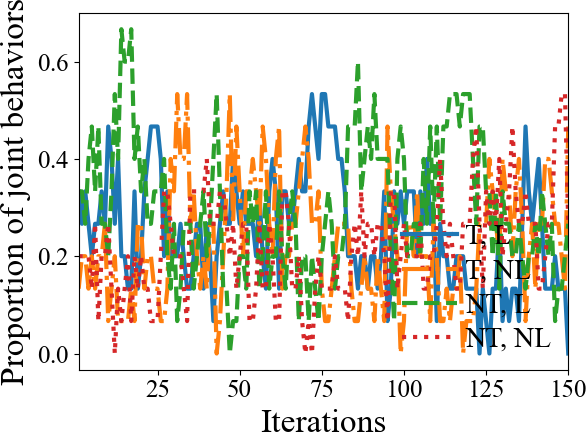 Proportion of joint behaviors
0.6
0.4
0.2
0.0
T, L
T, NL
NT, L
NT, NL
25
50
75
100
125
150
Iterations